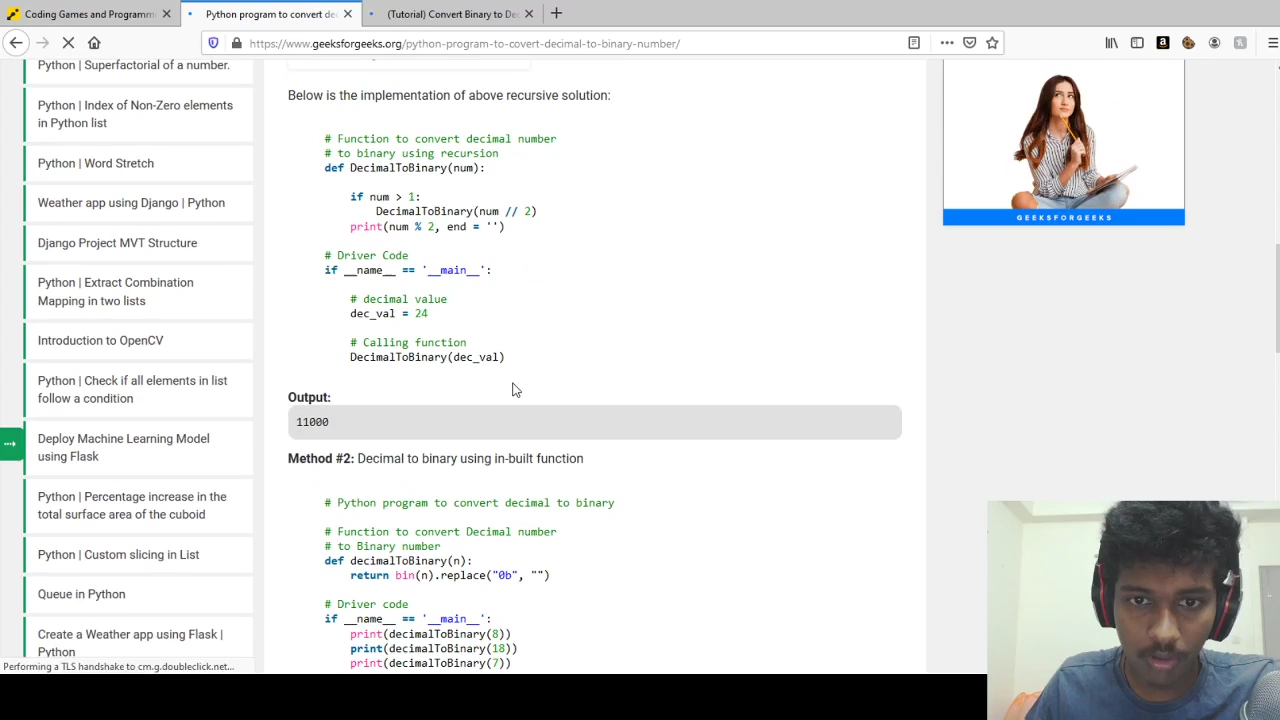 Coding Games and Programm
Python program to convert de
(Tutorial) Convert Binary to De
https://www.geeksforgeeks.org/python-program-to-covert-decimal-to-binary-number/
Python | Superfactorial of a number.
Python | Index of Non-Zero elements
in Python list
Python | Word Stretch
Weather app using Django | Python
Django Project MVT Structure
Python | Extract Combination
Mapping in two lists
Introduction to OpenCV
Python | Check if all elements in list
follow a condition
Deploy Machine Learning Model
using Flask
Python | Percentage increase in the
total surface area of the cuboid
Python | Custom slicing in List
Queue in Python
Create a Weather app using Flask |
Python
Performing a TLS handshake to cm.g.doubleclick.net...
Below is the implementation of above recursive solution:
# Function to convert decimal number
# to binary using recursion
def DecimalToBinary(num):
if num > 1:
DecimalToBinary(num // 2)
print(num % 2, end = '')
# Driver Code
if __name__ == '__main__':
# decimal value
dec_val = 24
# Calling function
DecimalToBinary(dec_val)
Output:
11000
Method #2: Decimal to binary using in-built function
# Python program to convert decimal to binary
# Function to convert Decimal number
# to Binary number
def decimalToBinary(n):
return bin(n).replace("0b", "")
# Driver code
if __name__ == '__main__':
print(decimalToBinary(8))
print(decimalToBinary(18))
print(decimalToBinary(7))
GEEKSFORGEEKS